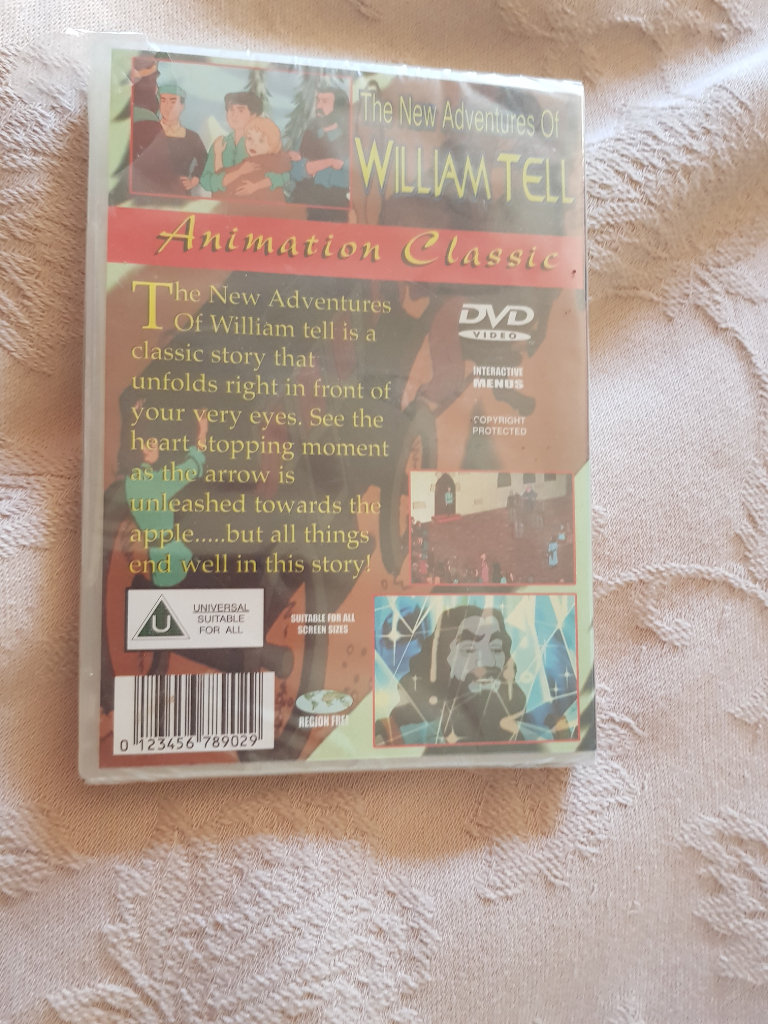 The New Adventures Of
WILLIAM TELL
Animation Classic
The New Adventures
Of William tell is a
classic story that
unfolds right in front of
your very eyes. See the
heart stopping moment
as the arrow is
unleashed towards the
apple.....but all things
end well in this story!
DVD
VIDEO
INTERACTIVE
MENUS
COPYRIGHT
PROTECTED
U
UNIVERSAL
SUITABLE
FOR ALL
SUITABLE FOR ALL
SCREEN SIZES
REGION FREE
0 123456 789029